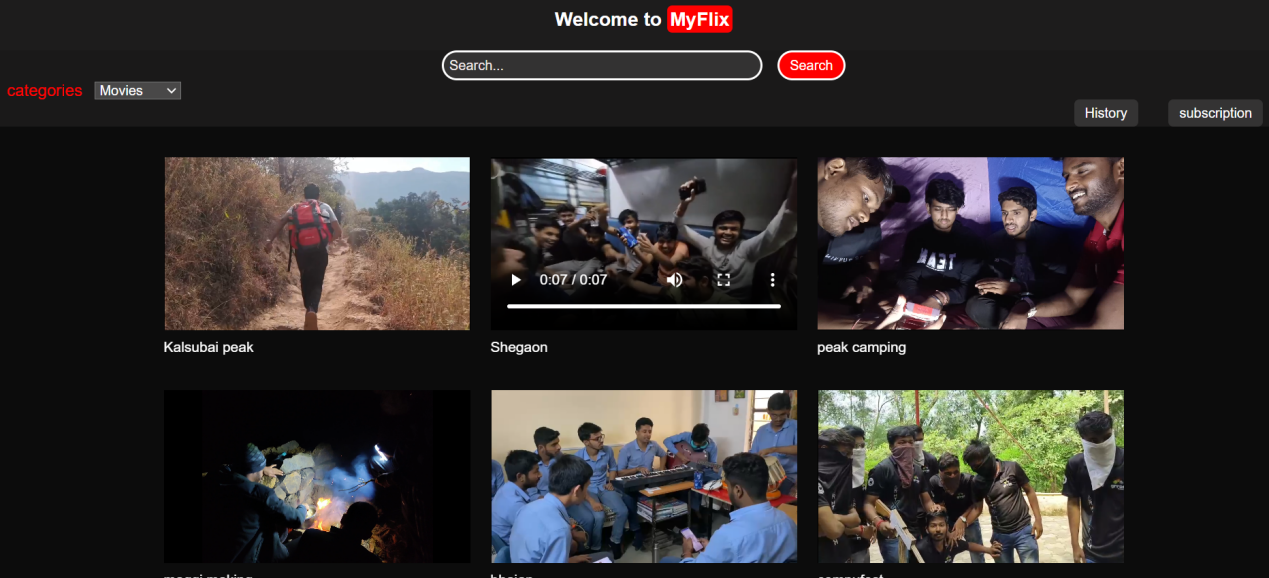 Welcome to MyFlix
Search...
Search
categories
Movies
History
subscription
0:07 / 0:07
Kalsubai peak
Shegaon
peak camping